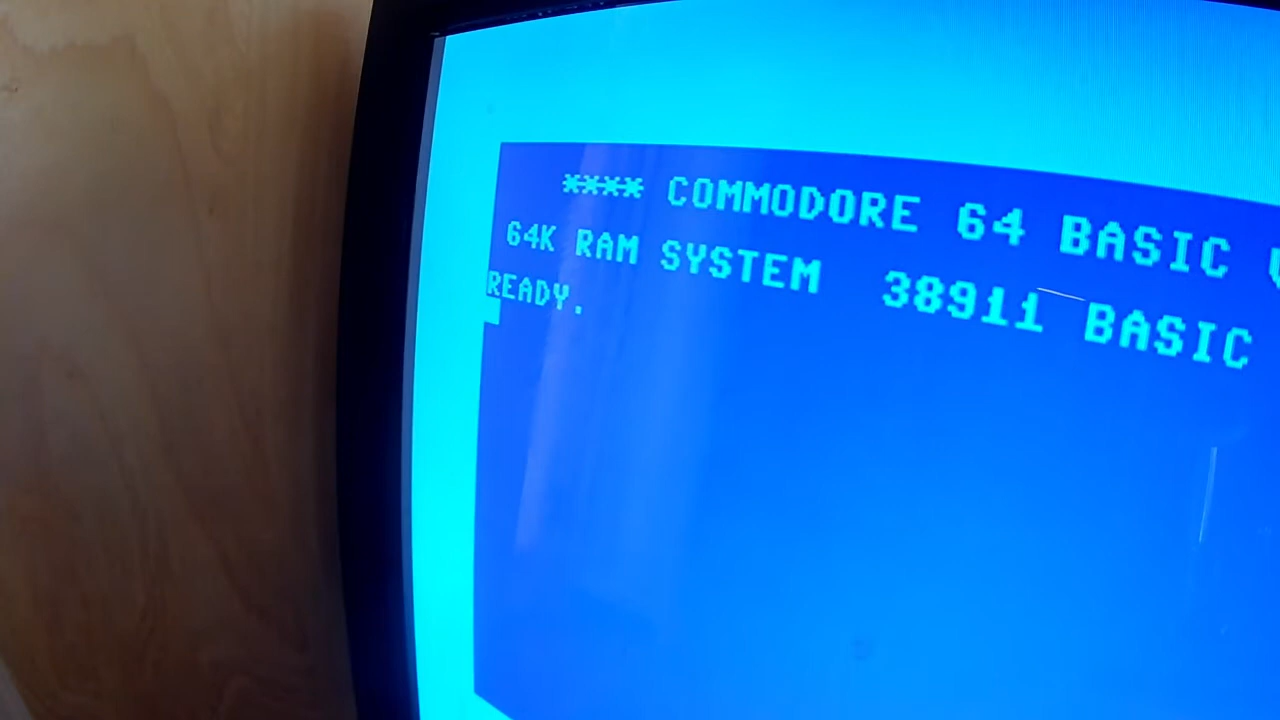 **** COMMODORE 64 BASIC
64K RAM SYSTEM 38911 BASIC
READY.